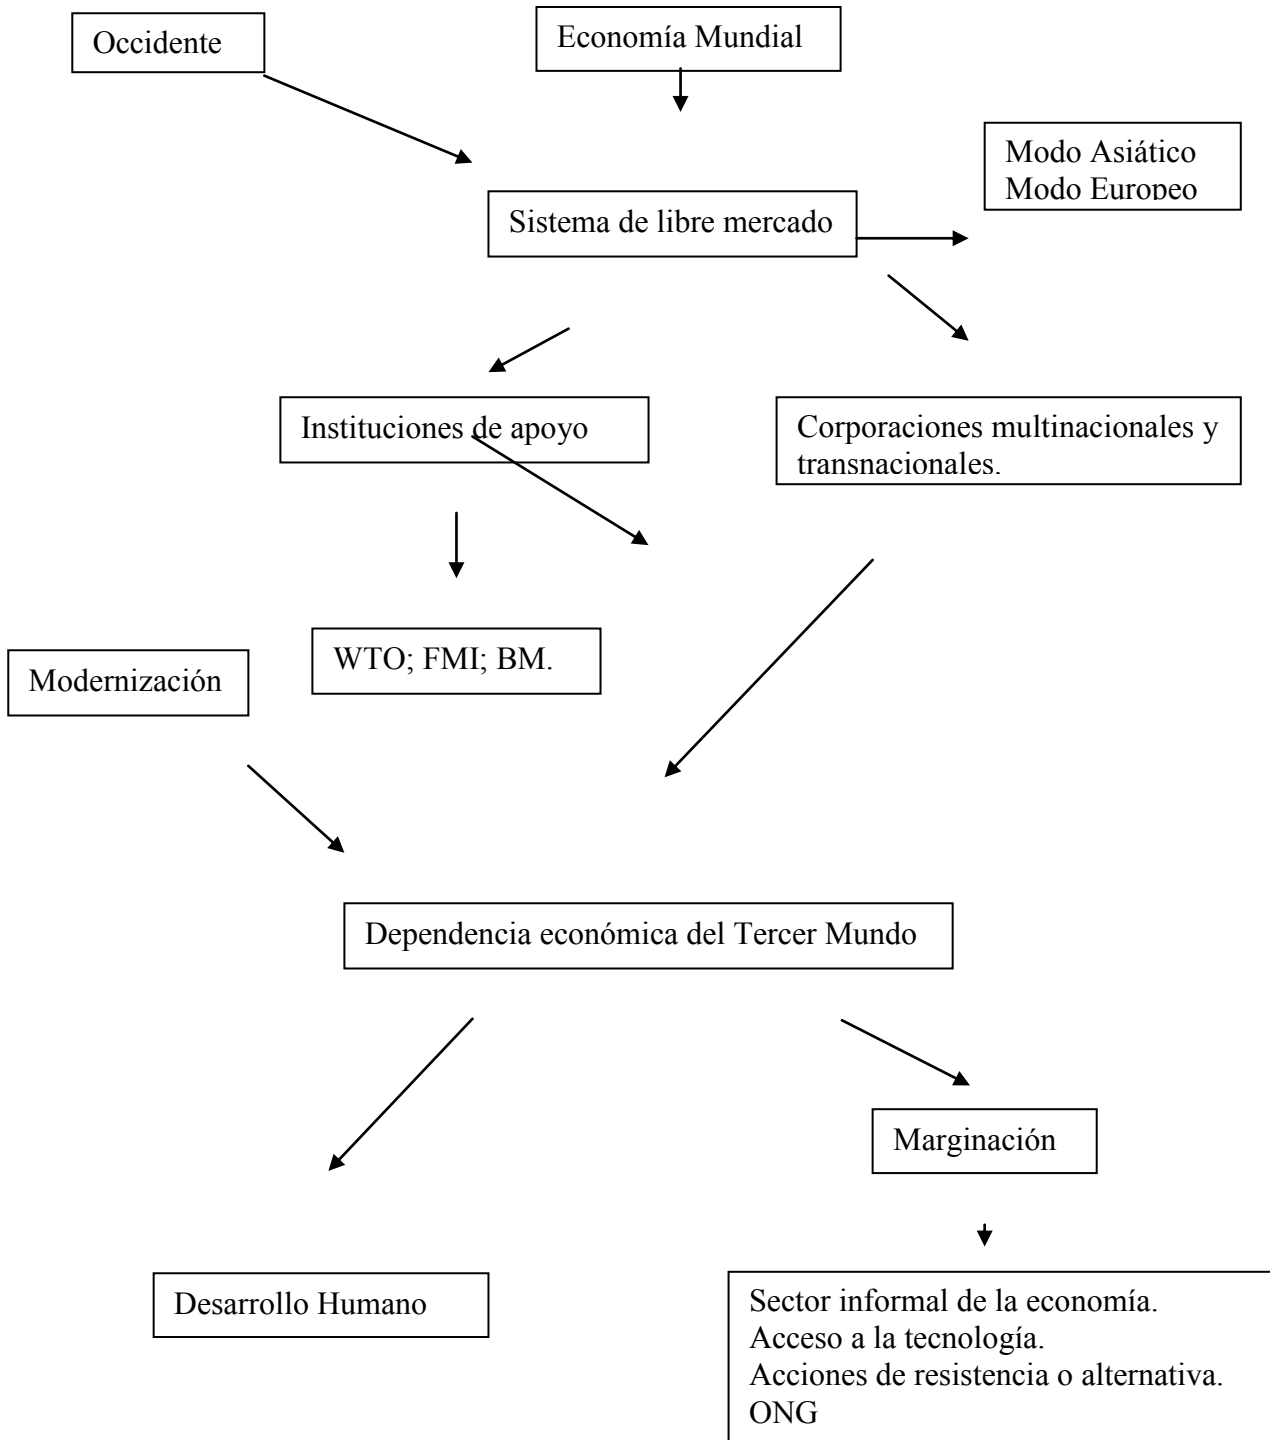 Occidente
Economía Mundial
Modo Asiático
Modo Europeo
Sistema de libre mercado
Instituciones de apoyo
Corporaciones multinacionales y
transnacionales.
WTO; FMI; BM.
Modernización
Dependencia económica del Tercer Mundo
Marginación
Desarrollo Humano
Sector informal de la economía.
Acceso a la tecnología.
Acciones de resistencia o alternativa.
ONG